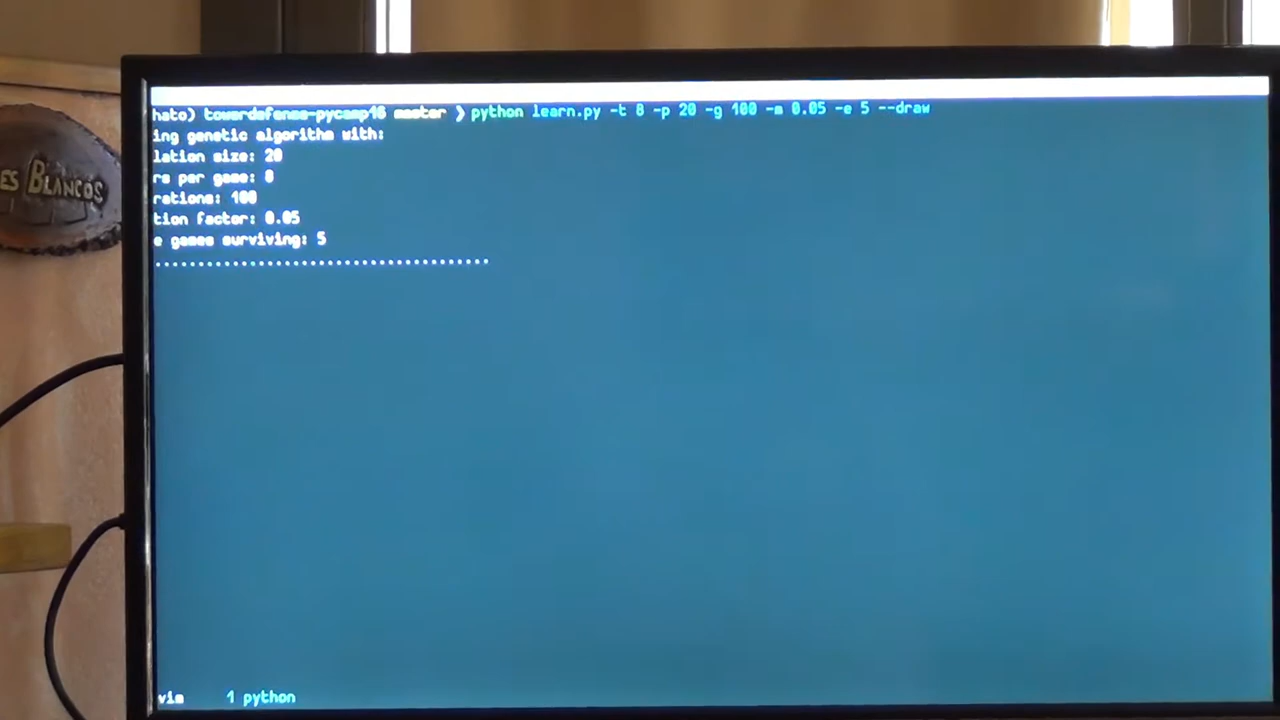 ES BLANCOS
hato) towerdefense-pycamp16 master ❯ python learn.py -t 8 -p 20 -g 100 -m 0.05 -e 5 --draw
ing genetic algorithm with:
lation size: 20
rs per game: 8
rations: 100
tion factor: 0.05
e games surviving: 5
.......................................
vim 1 python